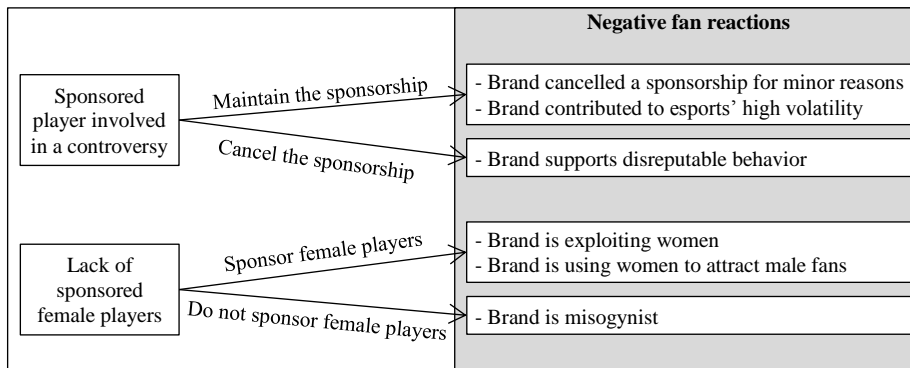 Negative fan reactions
Sponsored
player involved
in a controversy
Maintain the sponsorship
Cancel the sponsorship
- Brand cancelled a sponsorship for minor reasons
- Brand contributed to esports’ high volatility
- Brand supports disreputable behavior
Lack of
sponsored
female players
Sponsor female players
Do not sponsor female players
- Brand is exploiting women
- Brand is using women to attract male fans
- Brand is misogynist